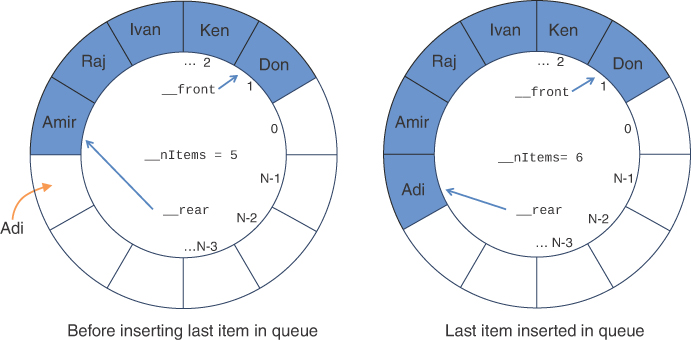 Ivan
Ken
Raj
Don
Amir
... 2
1
__front
0
__nItems = 5
N-1
__rear
N-2
...N-3
Adi
Before inserting last item in queue
Ivan
Ken
Raj
Don
Amir
... 2
1
__front
0
__nItems= 6
N-1
Adi
__rear
N-2
... N-3
Last item inserted in queue